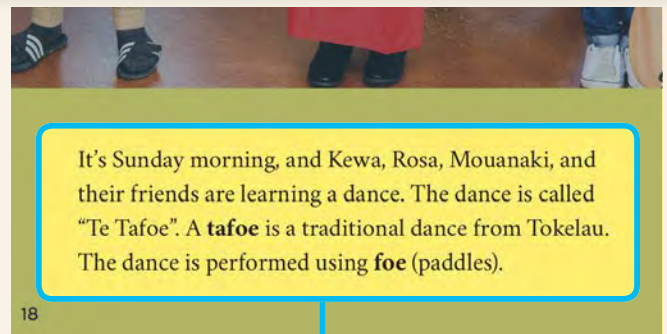 It’s Sunday morning, and Kewa, Rosa, Mouanaki, and
their friends are learning a dance. The dance is called
“Te Tafoe”. A tafoe is a traditional dance from Tokelau.
The dance is performed using foe (paddles).
18